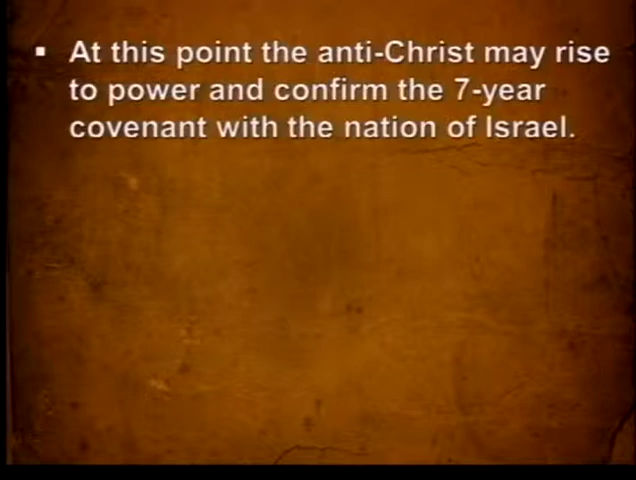 ▪ At this point the anti-Christ may rise
to power and confirm the 7-year
covenant with the nation of Israel.